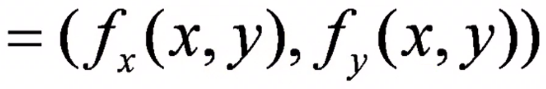 = (f_x(x, y), f_y(x, y))